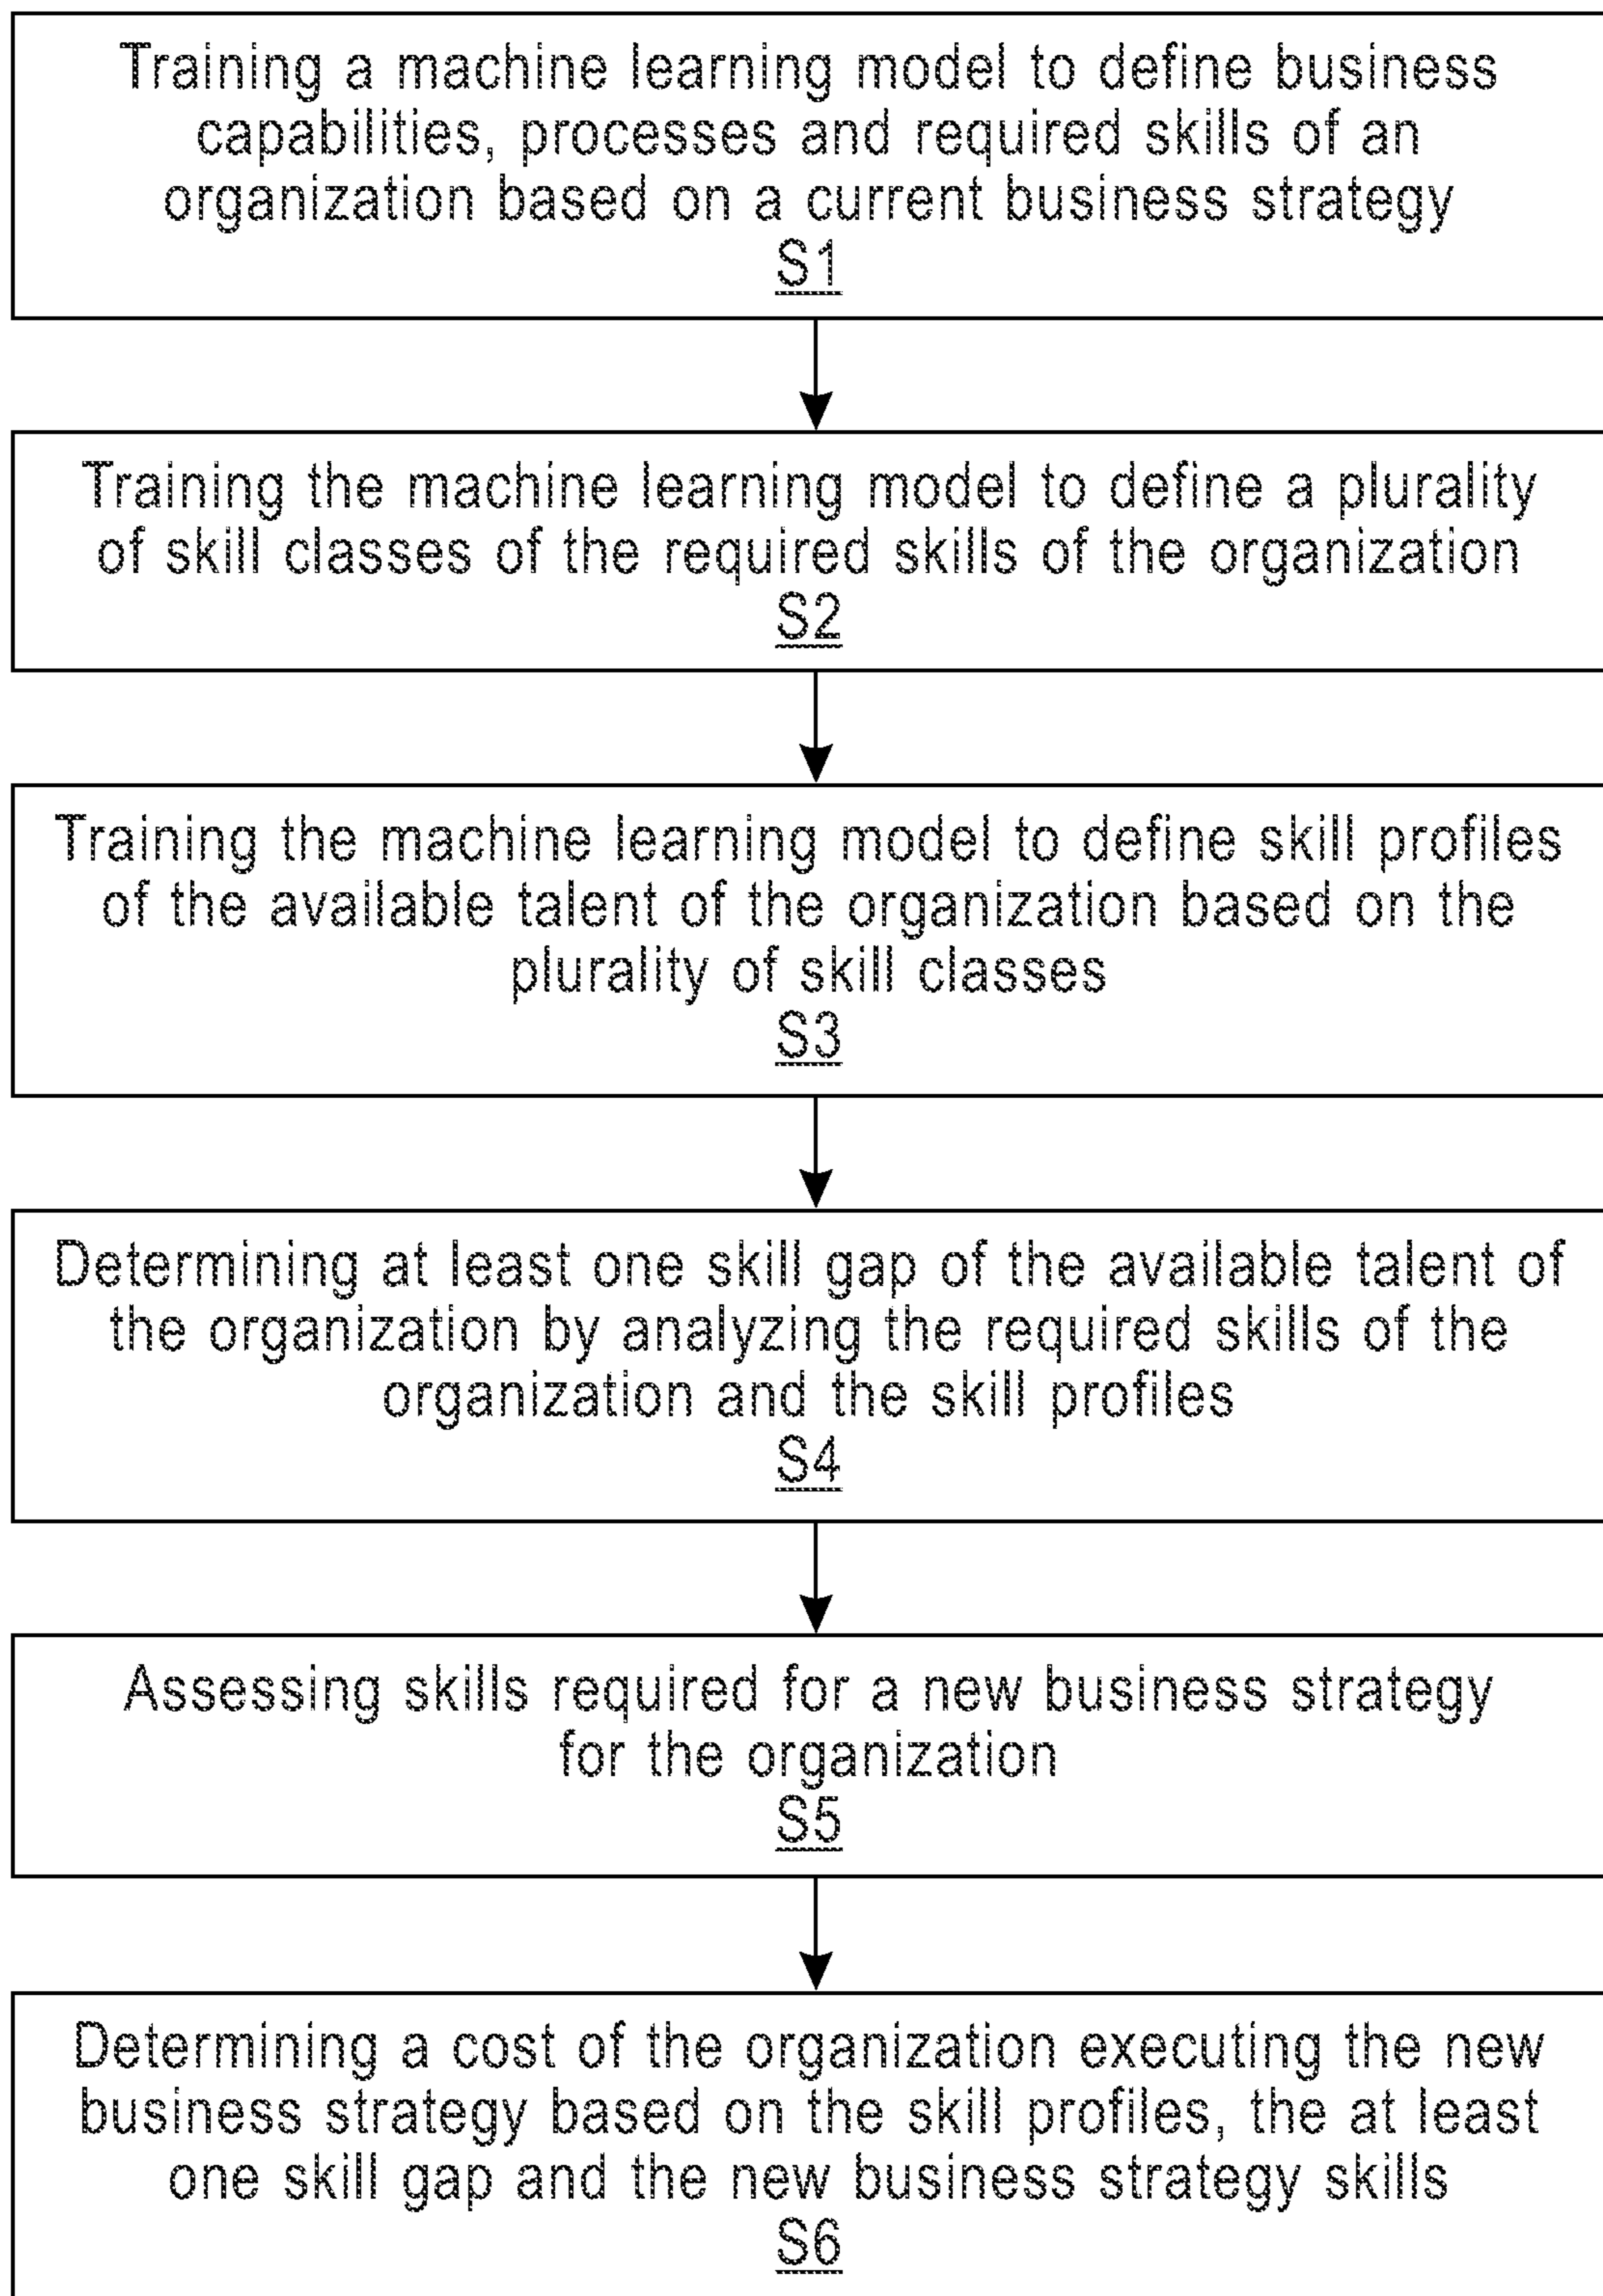 Training a machine learning model to define business
capabilities, processes and required skills of an
organization based on a current business strategy
S1
Training the machine learning model to define a plurality
of skill classes of the required skills of the organization
S2
Training the machine learning model to define skill profiles
of the available talent of the organization based on the
plurality of skill classes
S3
Determining at least one skill gap of the available talent of
the organization by analyzing the required skills of the
organization and the skill profiles
S4
Assessing skills required for a new business strategy
for the organization
S5
Determining a cost of the organization executing the new
business strategy based on the skill profiles, the at least
one skill gap and the new business strategy skills
S6